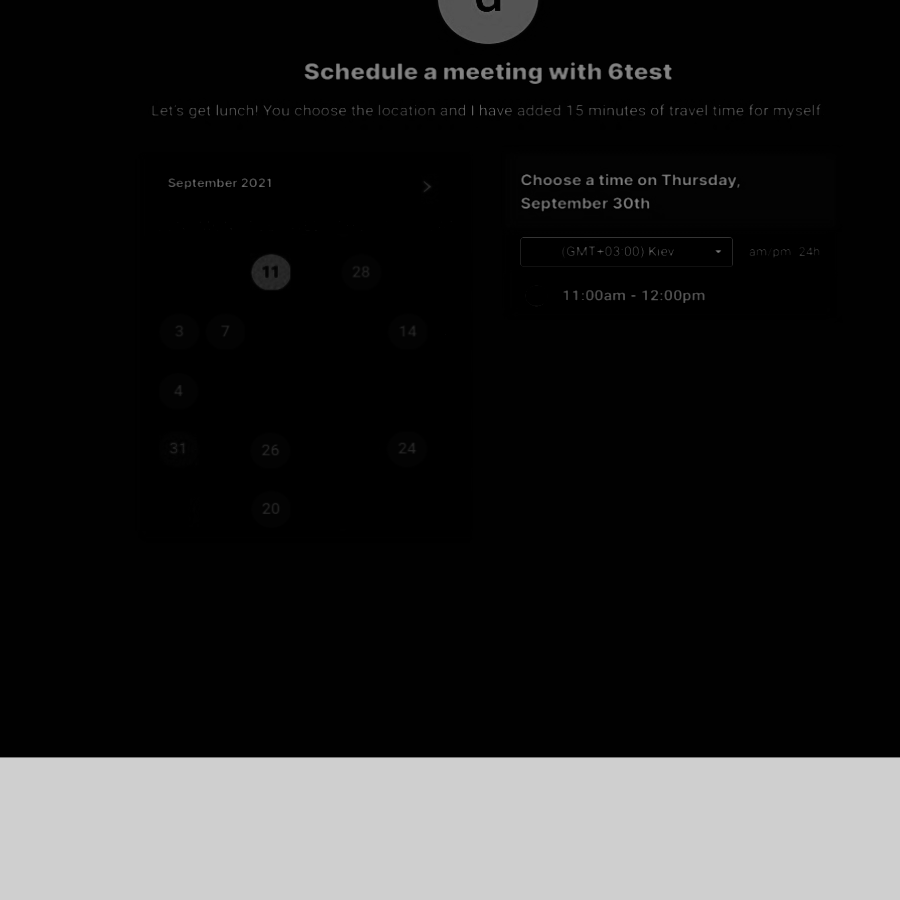 d
Schedule a meeting with 6test
Let's get lunch! You choose the location and I have added 15 minutes of travel time for myself
September 2021
11 28
3 7 14
4
31 26 24
20
Choose a time on Thursday,
September 30th
(GMT+03:00) Kiev am/pm 24h
11:00am - 12:00pm